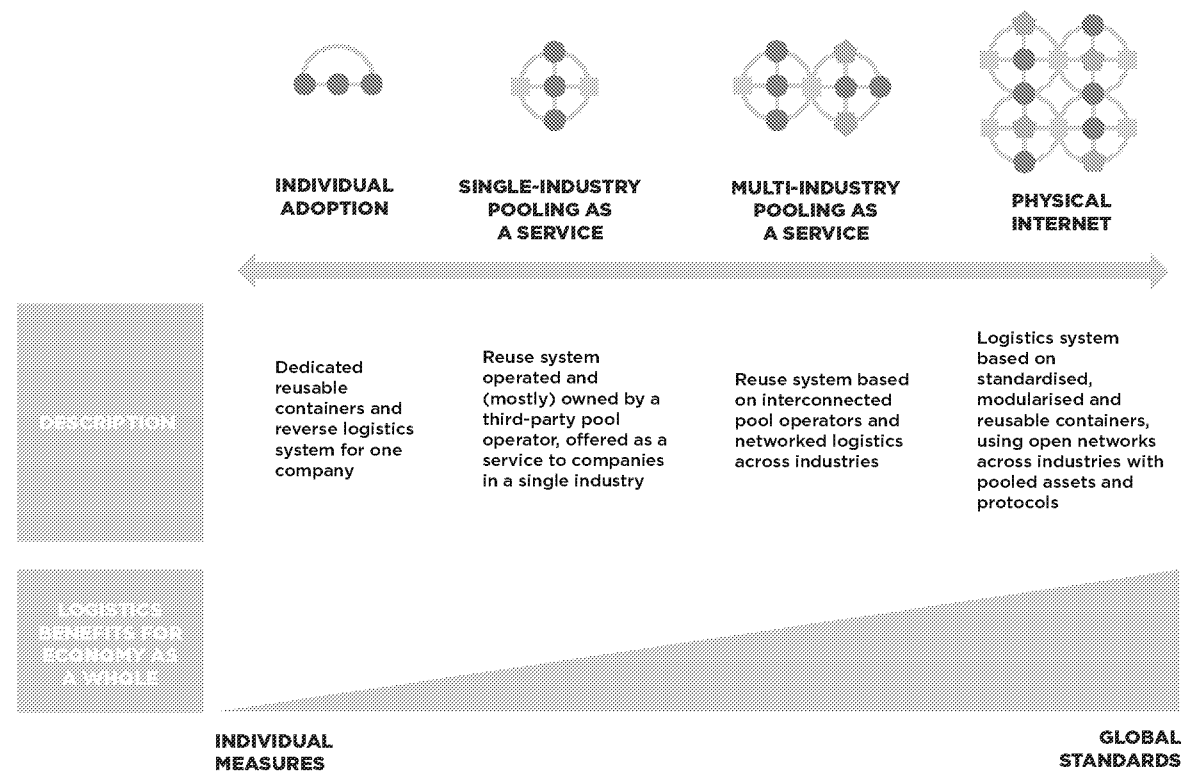 INDIVIDUAL
ADOPTION
SINGLE-INDUSTRY
POOLING AS
A SERVICE
MULTI-INDUSTRY
POOLING AS
A SERVICE
PHYSICAL
INTERNET
DESCRIPTION
Dedicated
reusable
containers and
reverse logistics
system for one
company
Reuse system
operated and
(mostly) owned by a
third-party pool
operator, offered as a
service to companies
in a single industry
Reuse system based
on interconnected
pool operators and
networked logistics
across industries
Logistics system
based on
standardised,
modularised and
reusable containers,
using open networks
across industries with
pooled assets and
protocols
LOGISTICS
BENEFITS FOR
ECONOMY AS
A WHOLE
INDIVIDUAL
MEASURES
GLOBAL
STANDARDS